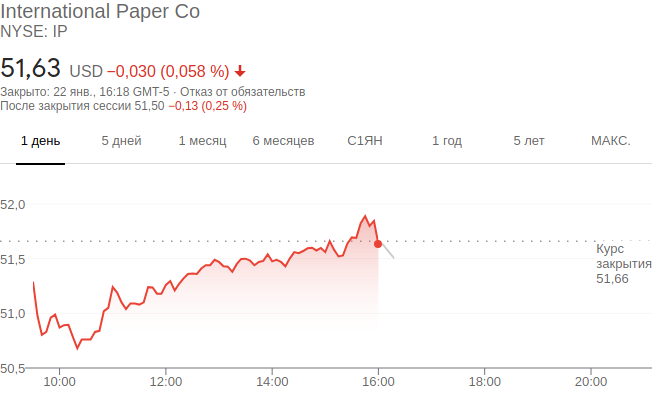 International Paper Co
NYSE: IP
51,63 USD −0,030 (0,058 %)
Закрыто: 22 янв., 16:18 GMT-5 · Отказ от обязательств
После закрытия сессии 51,50 −0,13 (0,25 %)
1 день 5 дней 1 месяц 6 месяцев С1ЯН 1 год 5 лет МАКС.
52,0
Курс
закрытия
51,66
51,5
51,0
50,5
10:00 12:00 14:00 16:00 18:00 20:00